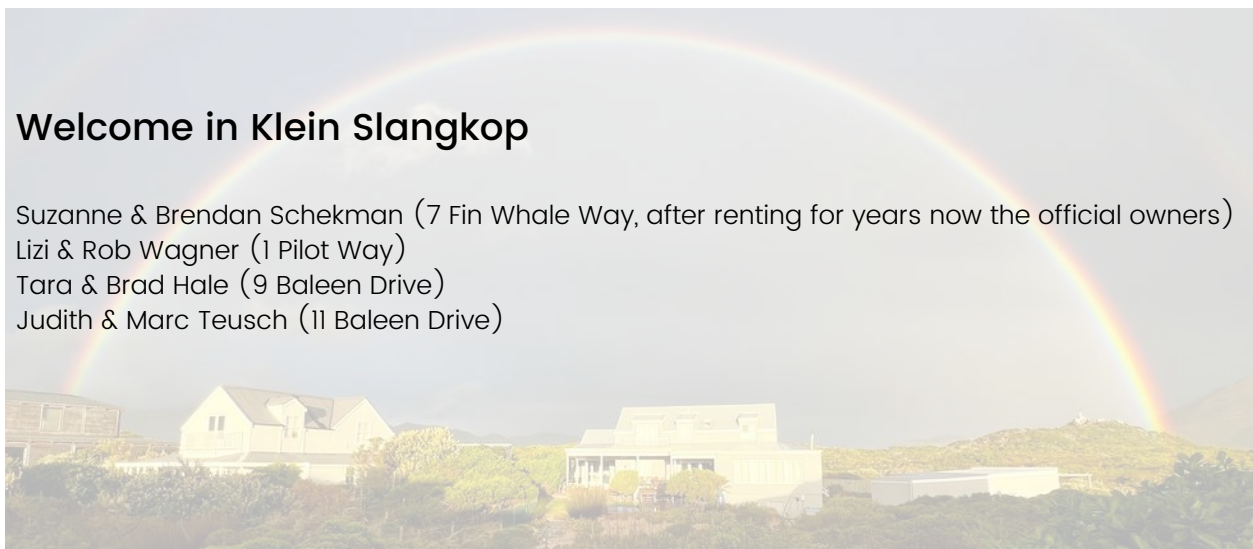 Welcome in Klein Slangkop
Suzanne & Brendan Schekman (7 Fin Whale Way, after renting for years now the official owners)
Lizi & Rob Wagner (1 Pilot Way)
Tara & Brad Hale (9 Baleen Drive)
Judith & Marc Teusch (11 Baleen Drive)